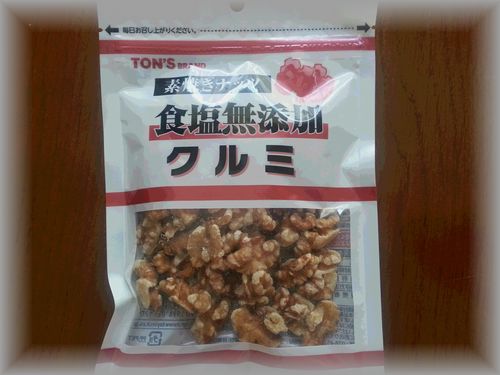 毎日お召し上がりください。
TON'S BRAND
素焼きナッツ
食塩無添加
クルミ